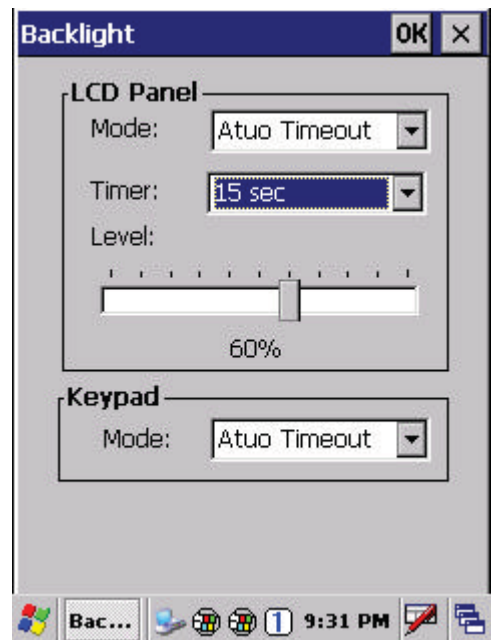 Backlight OK ×
LCD Panel
Mode: Atuo Timeout
Timer: 15 sec
Level:
60%
Keypad
Mode: Atuo Timeout
Bac... 1 9:31 PM